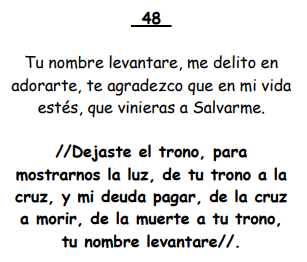 48
Tu nombre levantare, me delito en
adorarte, te agradezco que en mi vida
estés, que vinieras a Salvarme.
//Dejaste el trono, para
mostrarnos la luz, de tu trono a la
cruz, y mi deuda pagar, de la cruz
a morir, de la muerte a tu trono,
tu nombre levantare//.